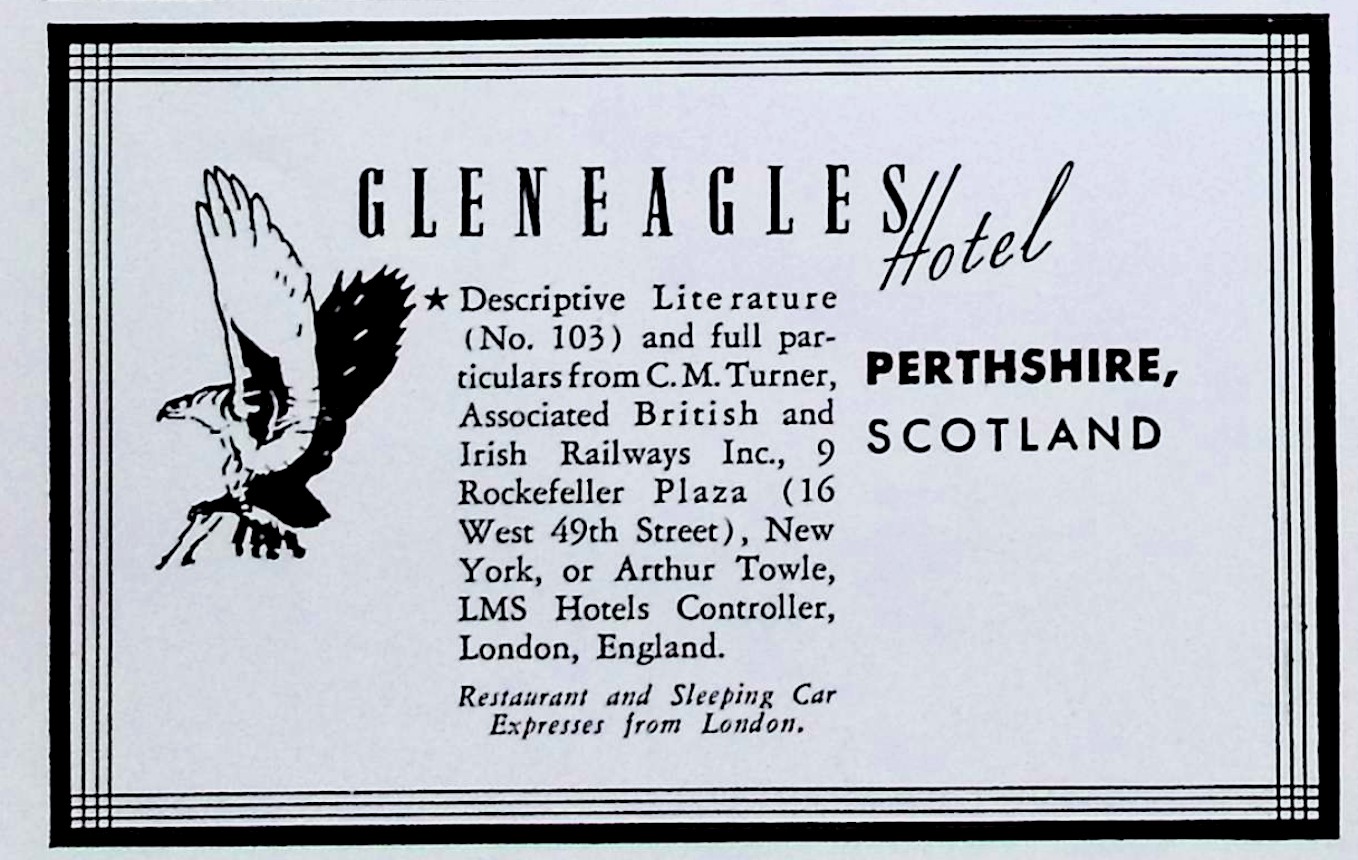 GLENEAGLES Hotel
★ Descriptive Literature
(No. 103) and full par-
ticulars from C. M. Turner,
Associated British and
Irish Railways Inc., 9
Rockefeller Plaza (16
West 49th Street), New
York, or Arthur Towle,
LMS Hotels Controller,
London, England.
Restaurant and Sleeping Car
Expresses from London.
PERTHSHIRE,
SCOTLAND